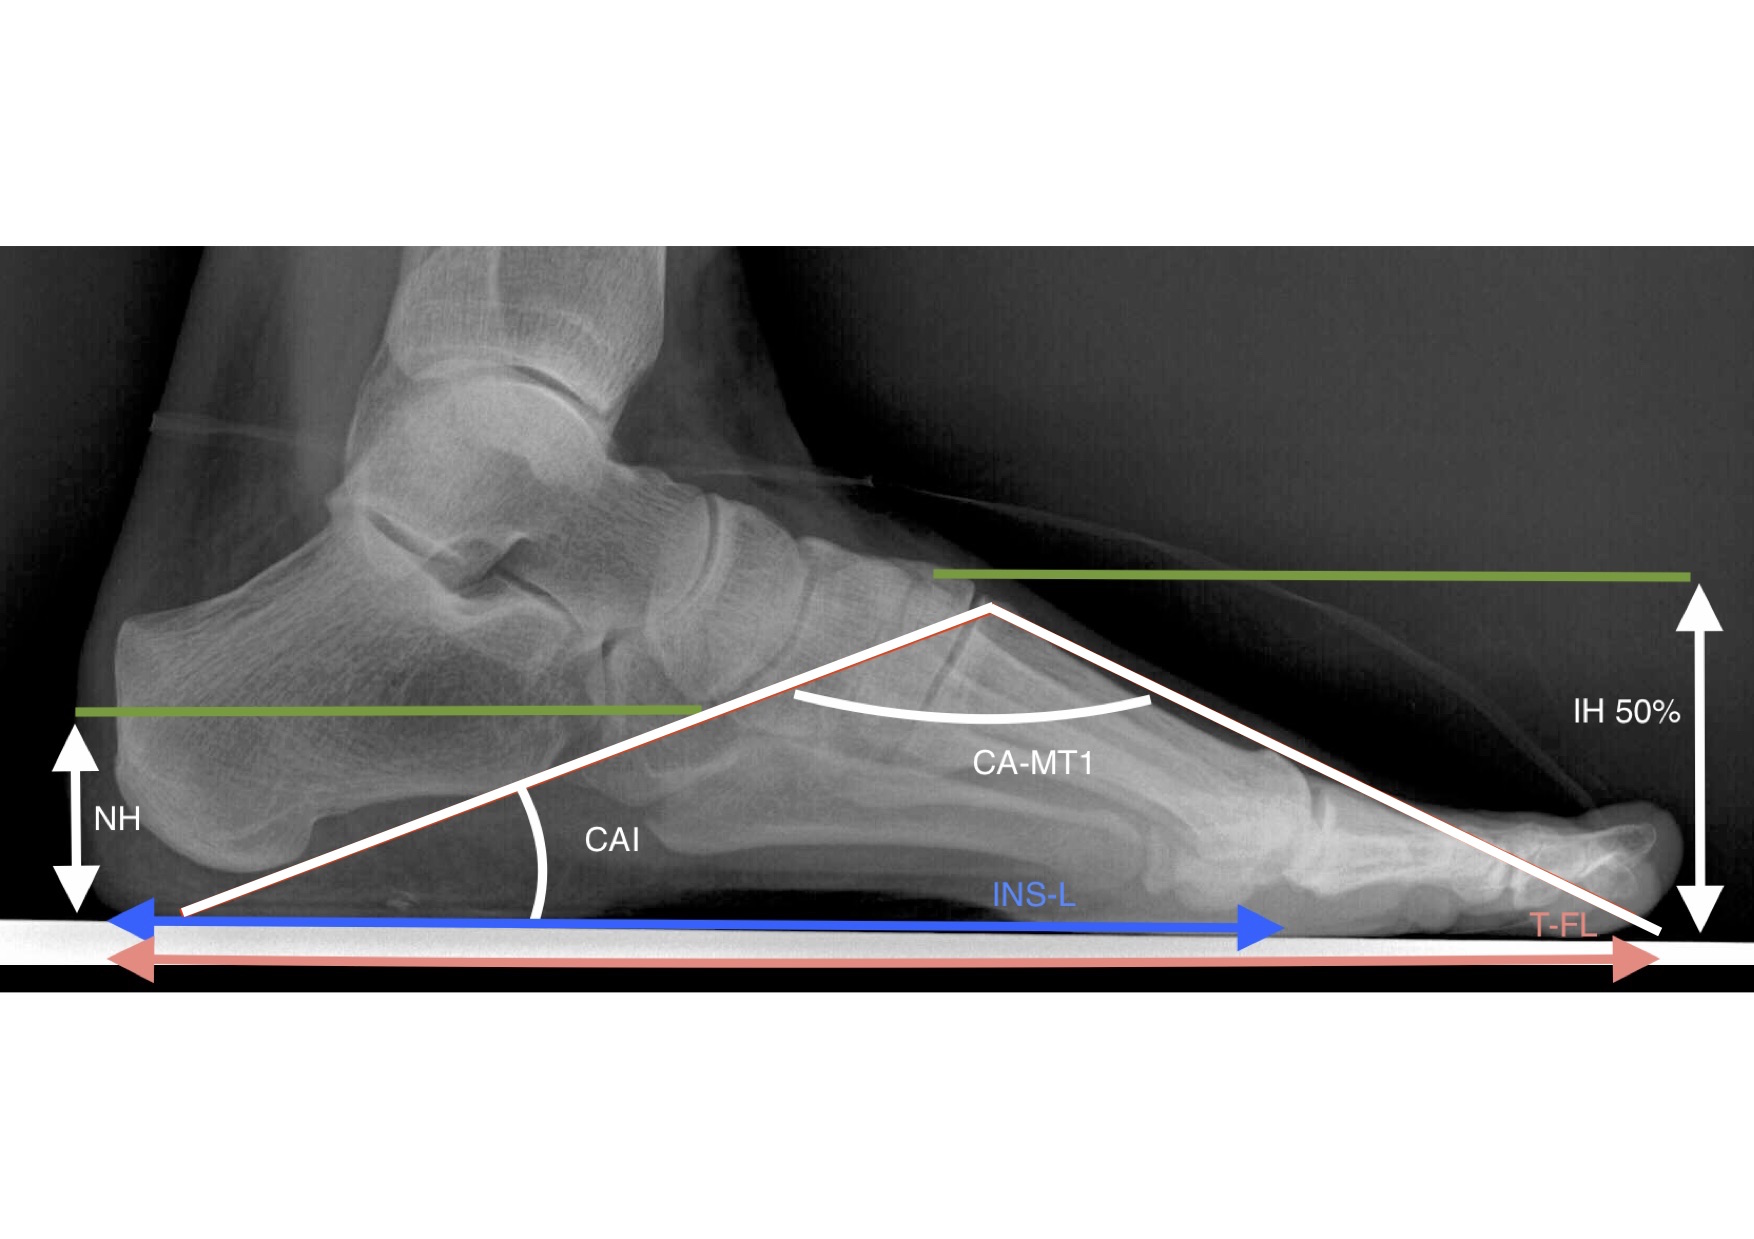 IH 50%
CA-MT1
NH
CAI
INS-L
T-FL